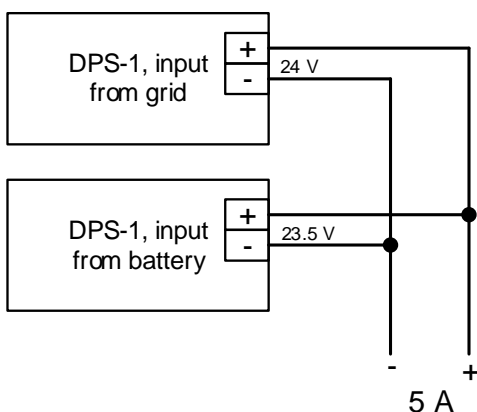 DPS-1, input
from grid
+
-
24 V
DPS-1, input
from battery
+
-
23.5 V
- +
5 A